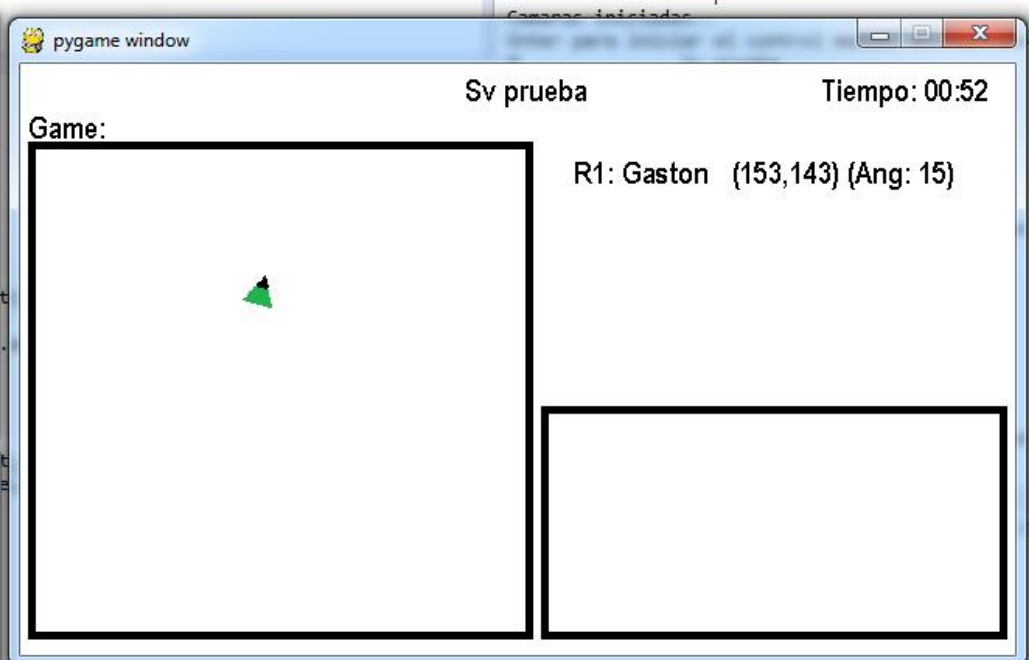 Camaras iniciadas
pygame window
Sv prueba
Tiempo: 00:52
Game:
R1: Gaston (153,143) (Ang: 15)